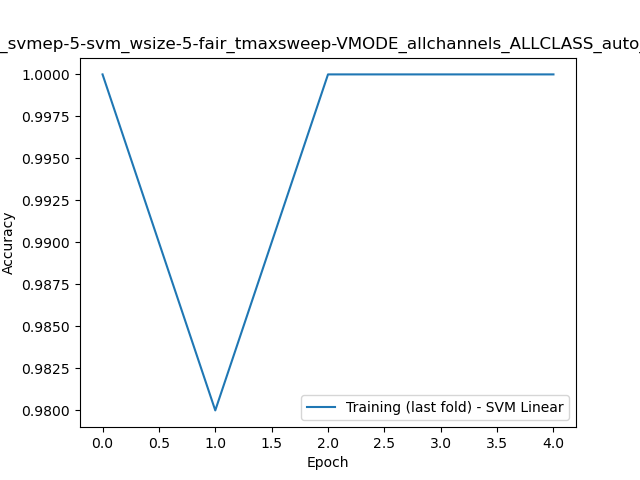 _svmep-5-svm_wsize-5-fair_tmaxsweep-VMODE_allchannels_ALLCLASS_auto_
1.0000
0.9975
0.9950
0.9925
0.9900
0.9875
0.9850
0.9825
0.9800
Accuracy
Training (last fold) - SVM Linear
0.0 0.5 1.0 1.5 2.0 2.5 3.0 3.5 4.0
Epoch